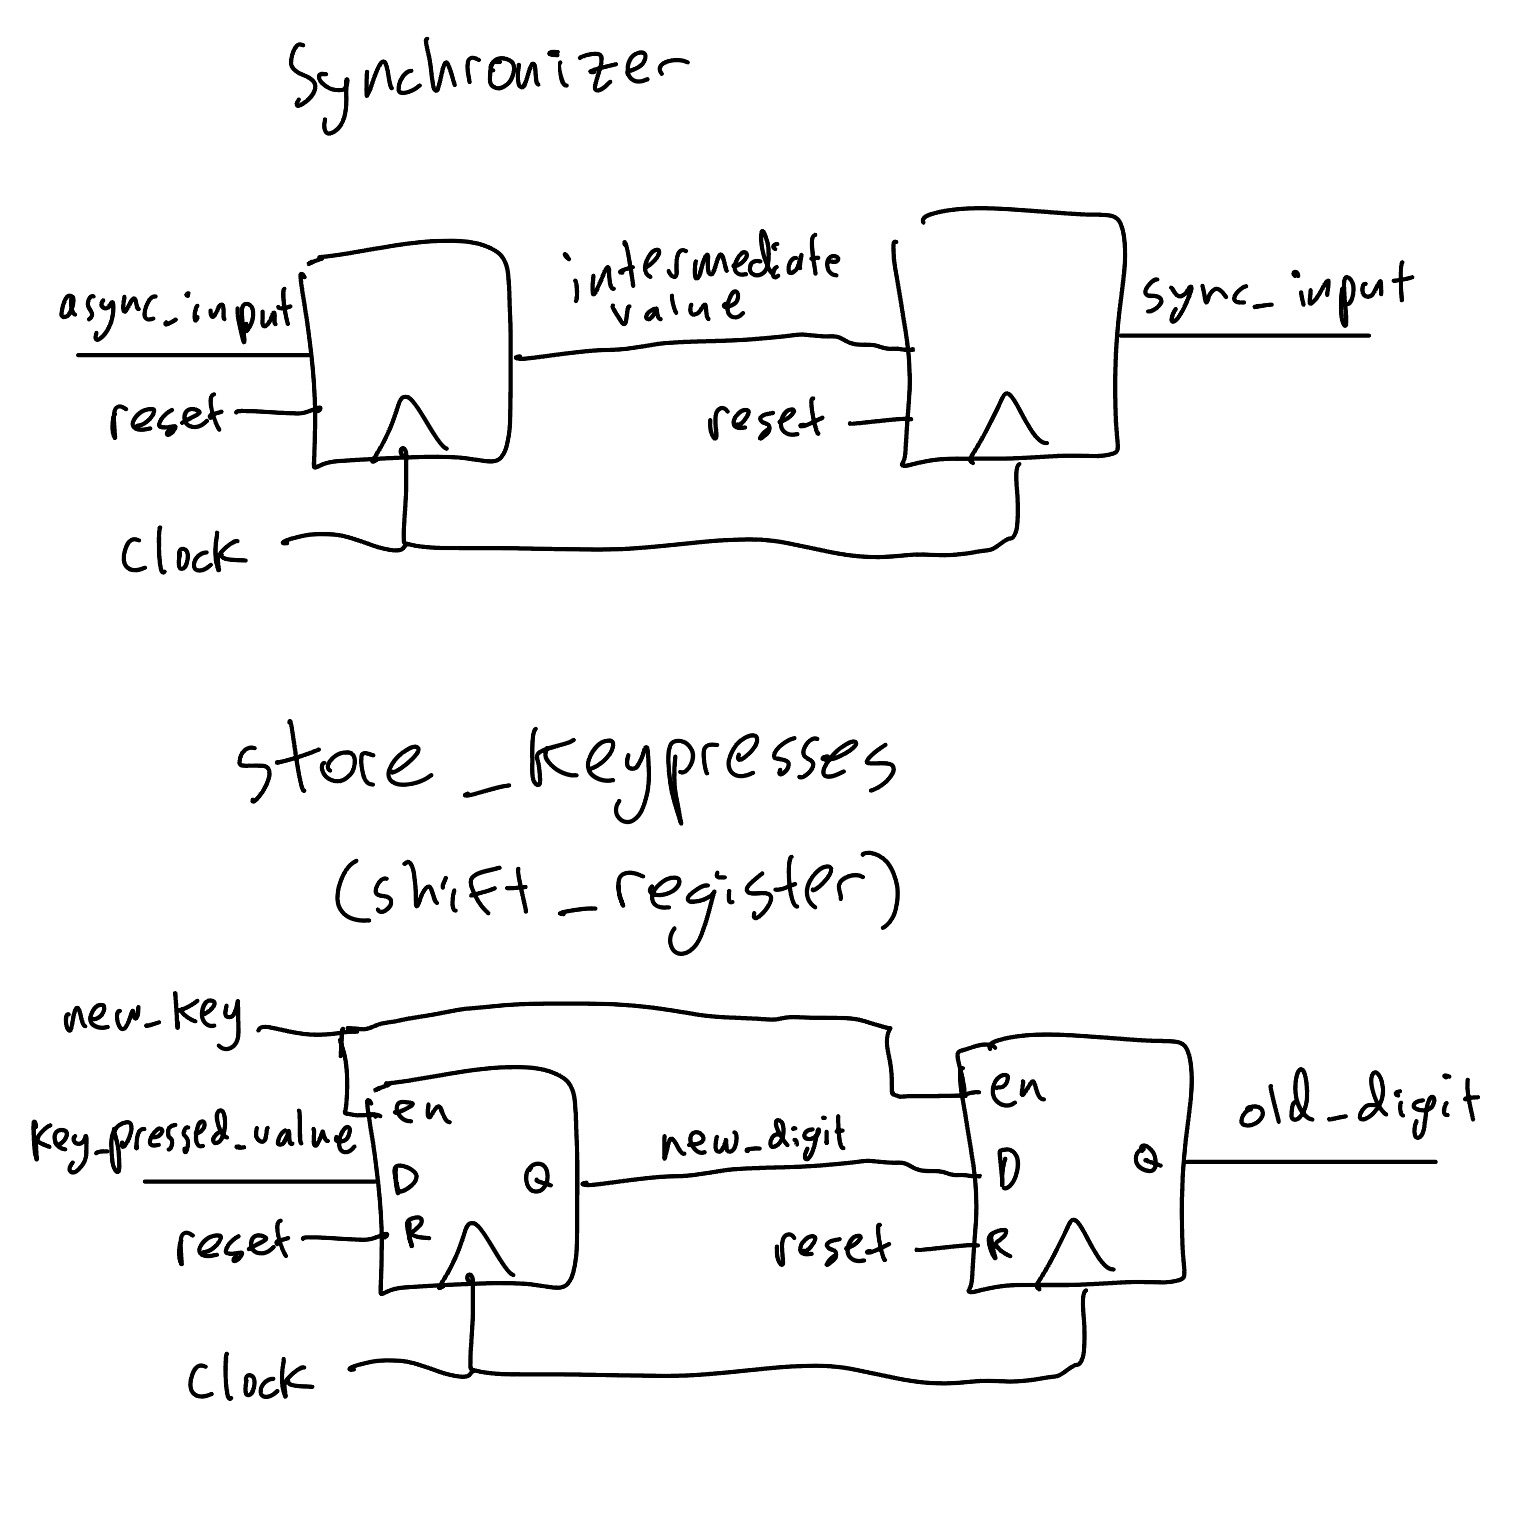 Synchronizer
intermediate
value
async_input
sync_input
reset
reset
Clock
store_keypresses
(shift_register)
new_key
en
en
key_pressed_value
new_digit
old_digit
D
Q
D
Q
reset
R
reset
R
Clock